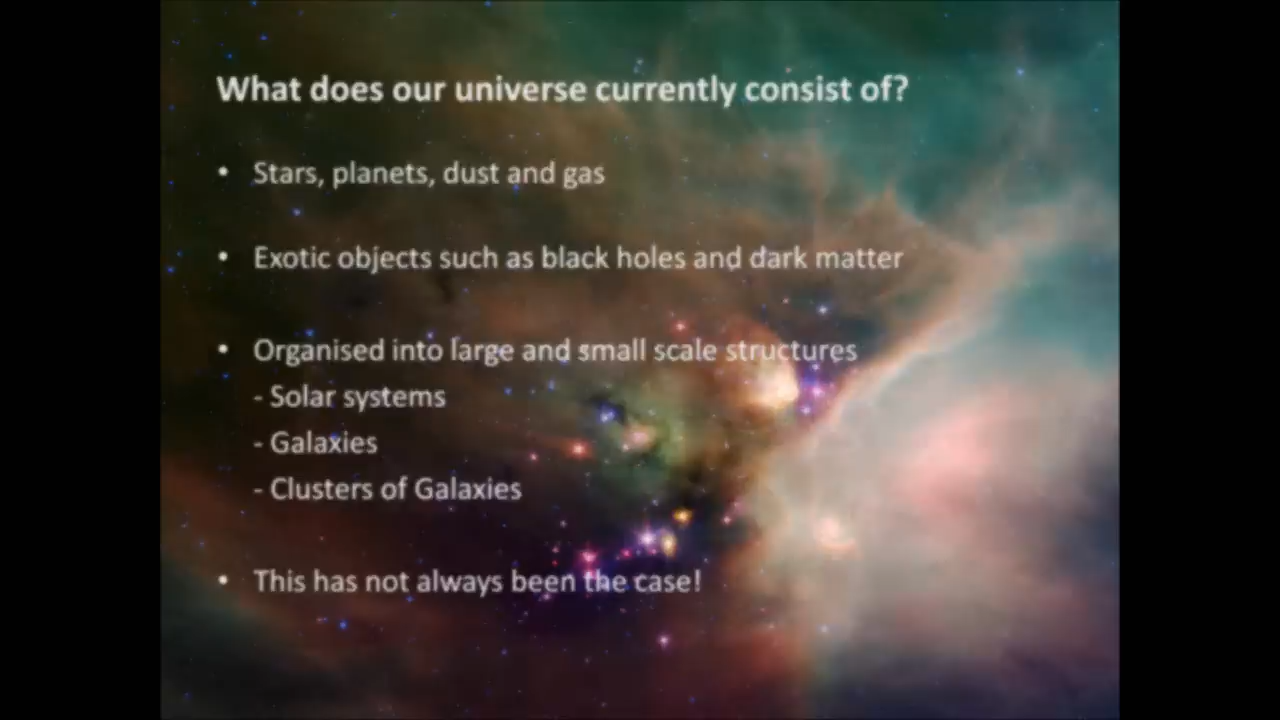 What does our universe currently consist of?
• Stars, planets, dust and gas
• Exotic objects such as black holes and dark matter
• Organised into large and small scale structures
- Solar systems
- Galaxies
- Clusters of Galaxies
• This has not always been the case!